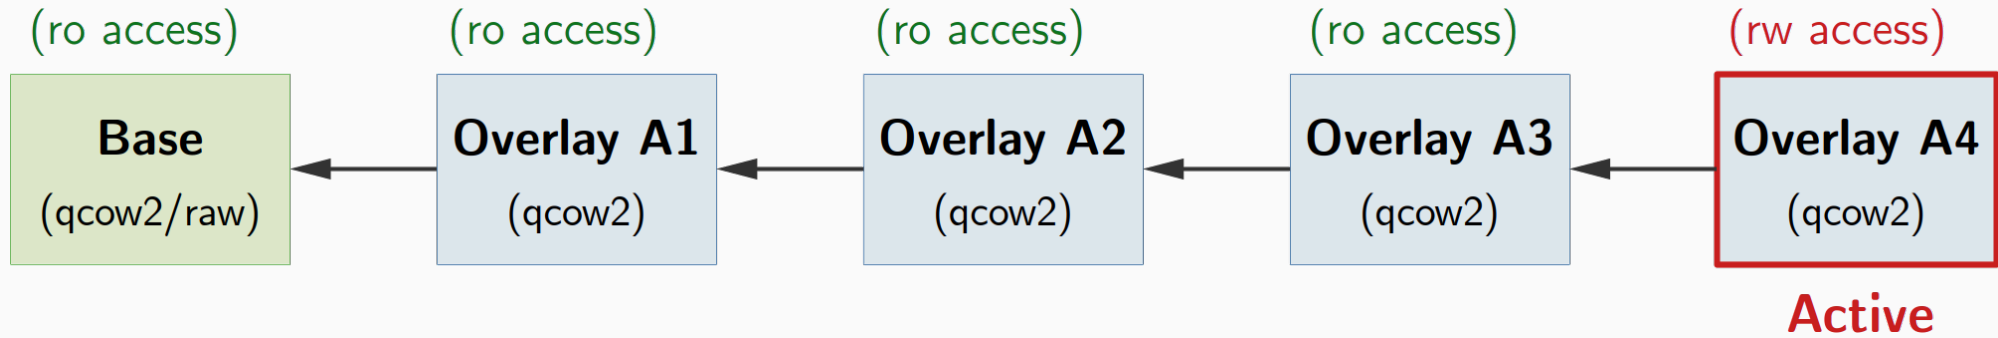 (ro access) (ro access) (ro access) (ro access) (rw access)
Base Overlay A1 Overlay A2 Overlay A3 Overlay A4
(qcow2/raw) (qcow2) (qcow2) (qcow2) (qcow2)
Active